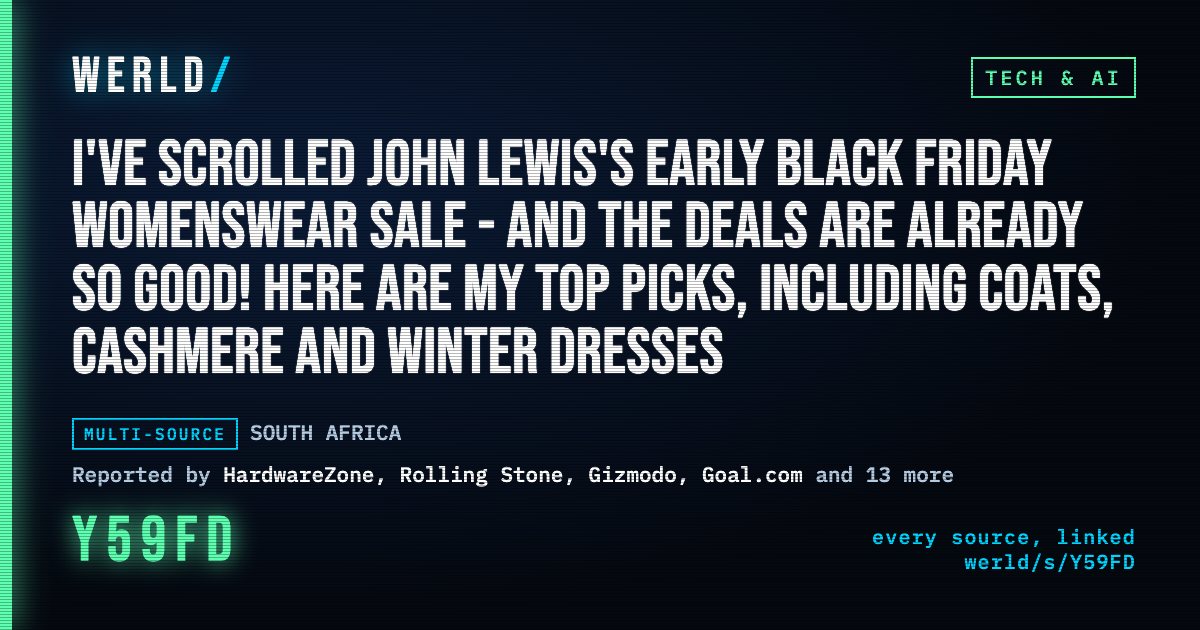 WERLD/
TECH & AI
I'VE SCROLLED JOHN LEWIS'S EARLY BLACK FRIDAY
WOMENSWEAR SALE - AND THE DEALS ARE ALREADY
SO GOOD! HERE ARE MY TOP PICKS, INCLUDING COATS,
CASHMERE AND WINTER DRESSES
MULTI-SOURCE SOUTH AFRICA
Reported by HardwareZone, Rolling Stone, Gizmodo, Goal.com and 13 more
Y59FD
every source, linked
werld/s/Y59FD